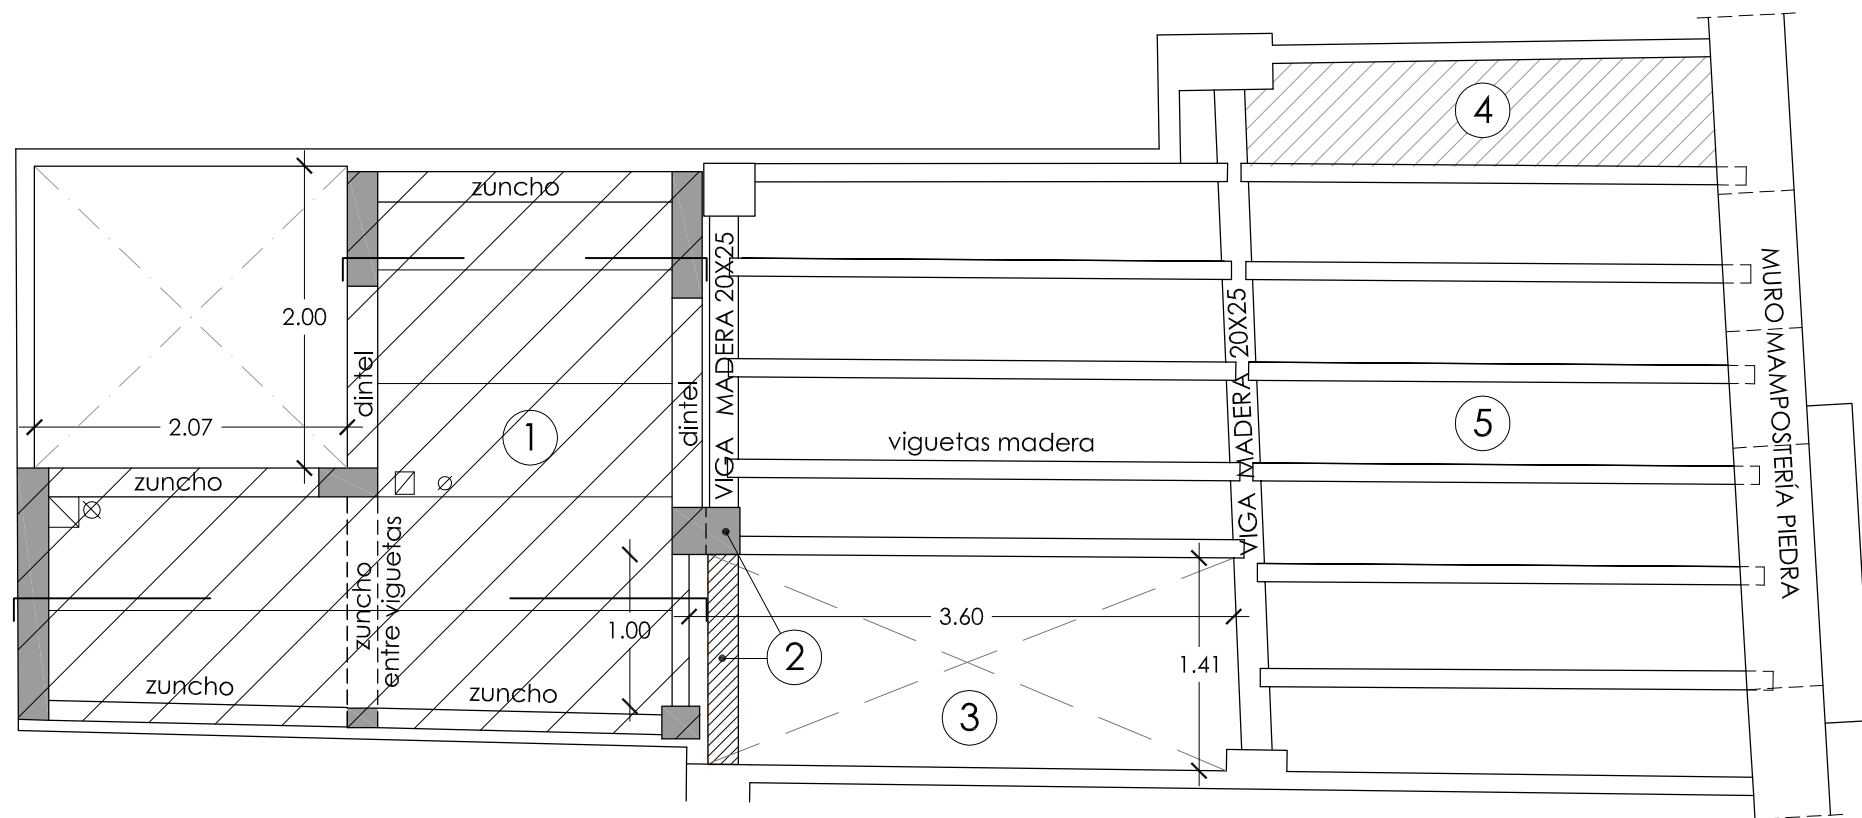 4
zuncho
2.00
dintel
2.07
1
dintel
VIGA MADERA 20X25
VIGA MADERA 20X25
viguetas madera
5
MURO MAMPOSTERÍA PIEDRA
zuncho
zuncho
entre viguetas
1.00
3.60
2
1.41
3
zuncho
zuncho